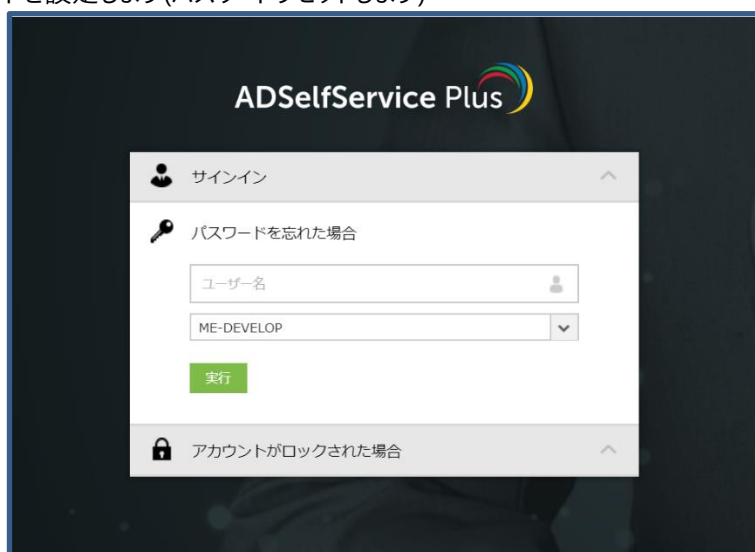 ADSelfService Plus
サインイン
パスワードを忘れた場合
ユーザー名
ME-DEVELOP
実行
アカウントがロックされた場合